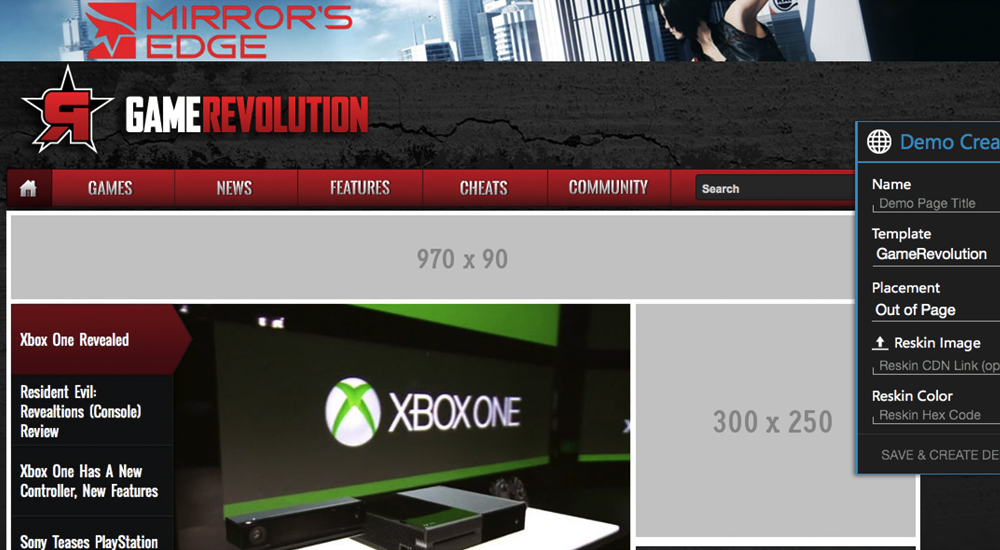 MIRROR'S
EDGE
GAMEREVOLUTION
GAMES
NEWS
FEATURES
CHEATS
COMMUNITY
Search
970 x 90
Xbox One Revealed
Resident Evil:
Revealtions (Console)
Review
Xbox One Has A New
Controller, New Features
Sony Teases PlayStation
XBOX ONE
300 x 250
Demo Crea
Name
Demo Page Title
Template
GameRevolution
Placement
Out of Page
Reskin Image
Reskin CDN Link (op
Reskin Color
Reskin Hex Code
SAVE & CREATE DE